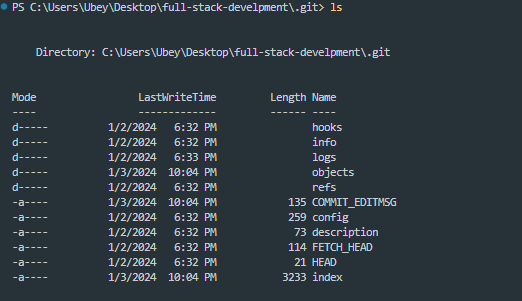 PS C:\Users\Ubey\Desktop\full-stack-develpment\.git> ls
Directory: C:\Users\Ubey\Desktop\full-stack-develpment\.git
Mode LastWriteTime Length Name
---- ------------- ------ ----
d----- 1/2/2024 6:32 PM hooks
d----- 1/2/2024 6:32 PM info
d----- 1/2/2024 6:33 PM logs
d----- 1/3/2024 10:04 PM objects
d----- 1/2/2024 6:32 PM refs
-a---- 1/3/2024 10:04 PM 135 COMMIT_EDITMSG
-a---- 1/2/2024 6:32 PM 259 config
-a---- 1/2/2024 6:32 PM 73 description
-a---- 1/2/2024 6:32 PM 114 FETCH_HEAD
-a---- 1/2/2024 6:32 PM 21 HEAD
-a---- 1/3/2024 10:04 PM 3233 index